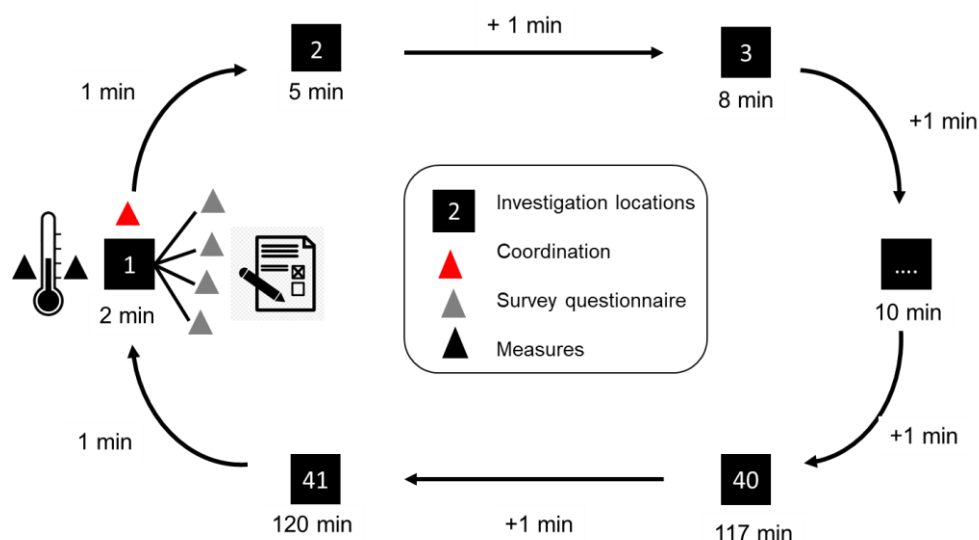 + 1 min
2
3
1 min
5 min
8 min
+1 min
2
Investigation locations
Coordination
1
....
Survey questionnaire
2 min
10 min
Measures
1 min
+1 min
41
40
120 min
+1 min
117 min